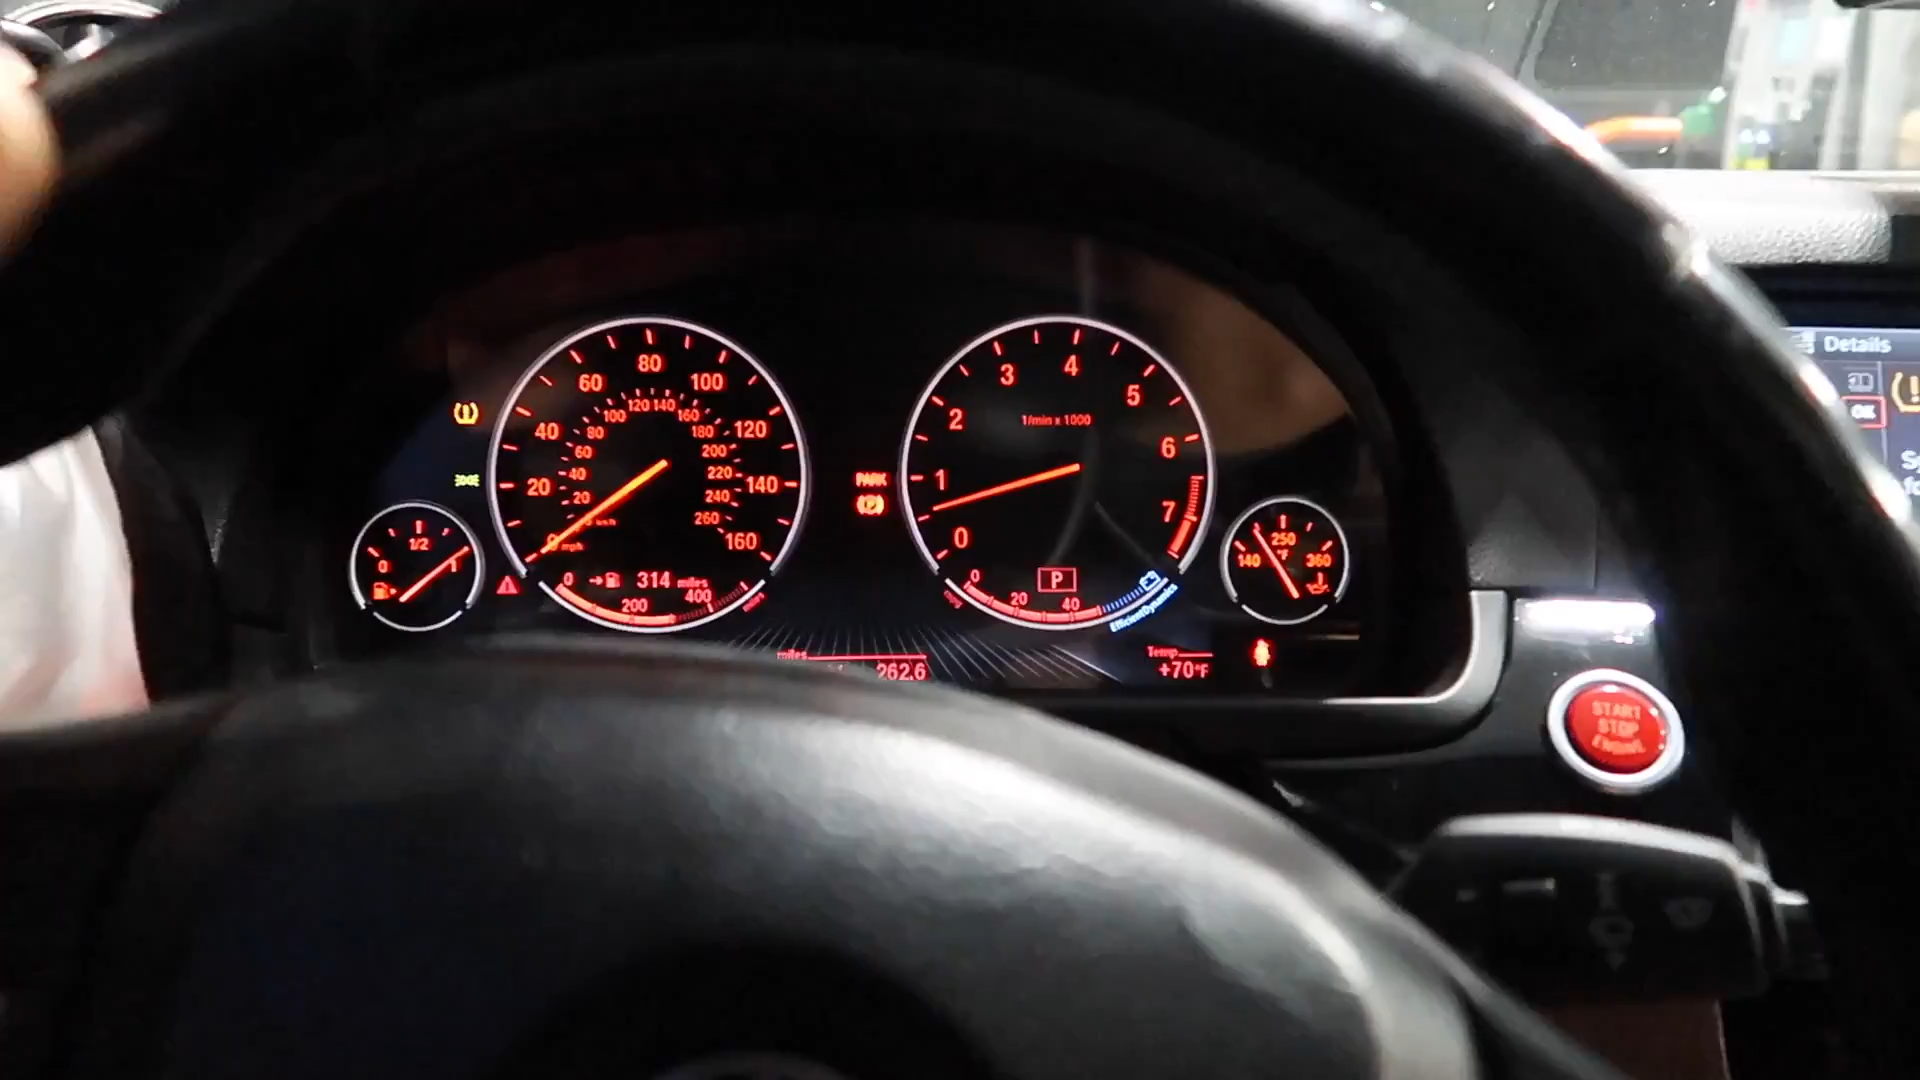 80
60
100
120 140
100
160
40
80
180
120
60
200
40
220
20
20
240
140
260
0
mph
160
0
314 miles
200
400
miles
1/2
0
1
4
3
5
1/min x 1000
2
6
PARK
1
7
0
P
0
20
40
mpg
EfficientDynamics
250
°F
140
360
miles
262.6
Temp
+70°F
START
STOP
ENGINE
Details
OK